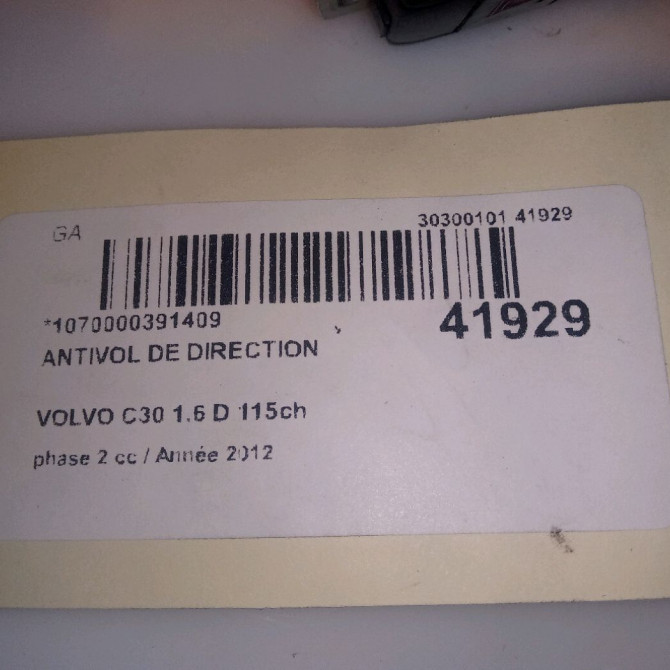 GA
30300101 41929
*1070000391409
41929
ANTIVOL DE DIRECTION
VOLVO C30 1.6 D 115ch
phase 2 cc / Année 2012